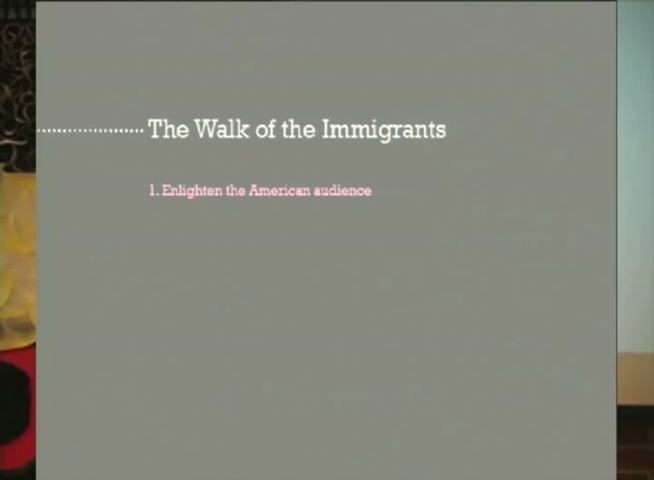 The Walk of the Immigrants
1. Enlighten the American audience